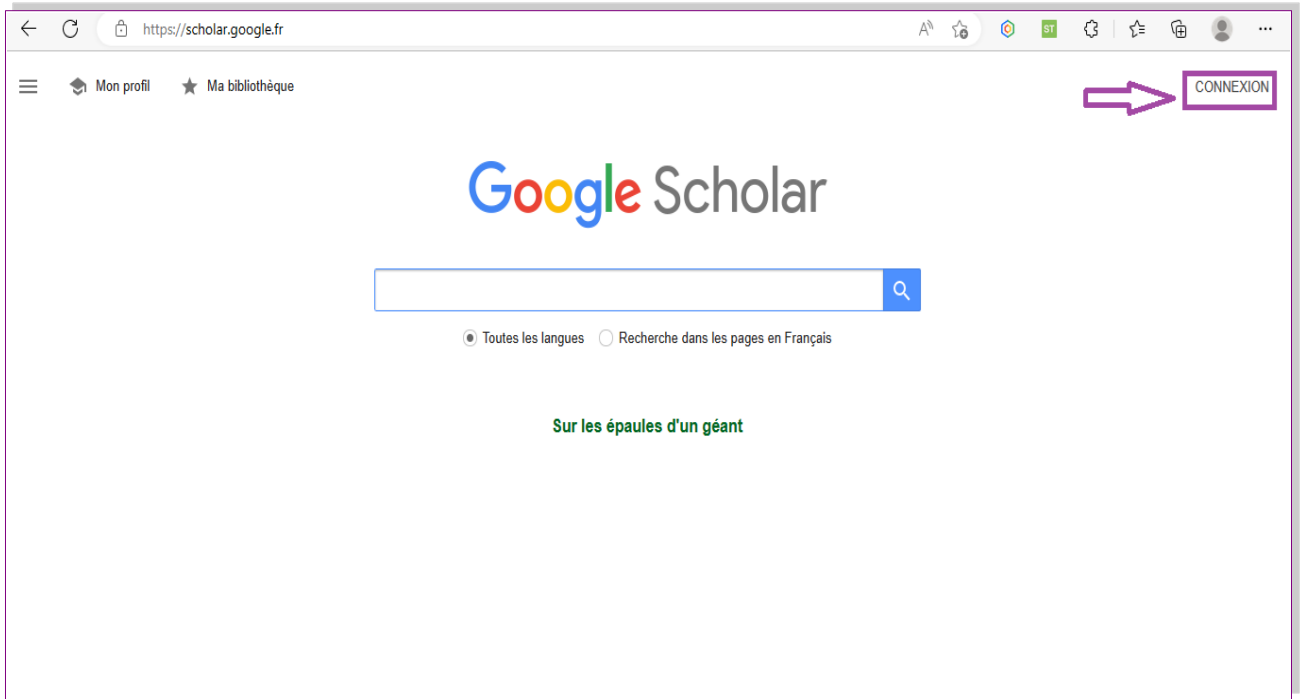 https://scholar.google.fr
A
ST
Mon profil
Ma bibliothèque
CONNEXION
Google Scholar
Toutes les langues
Recherche dans les pages en Français
Sur les épaules d'un géant